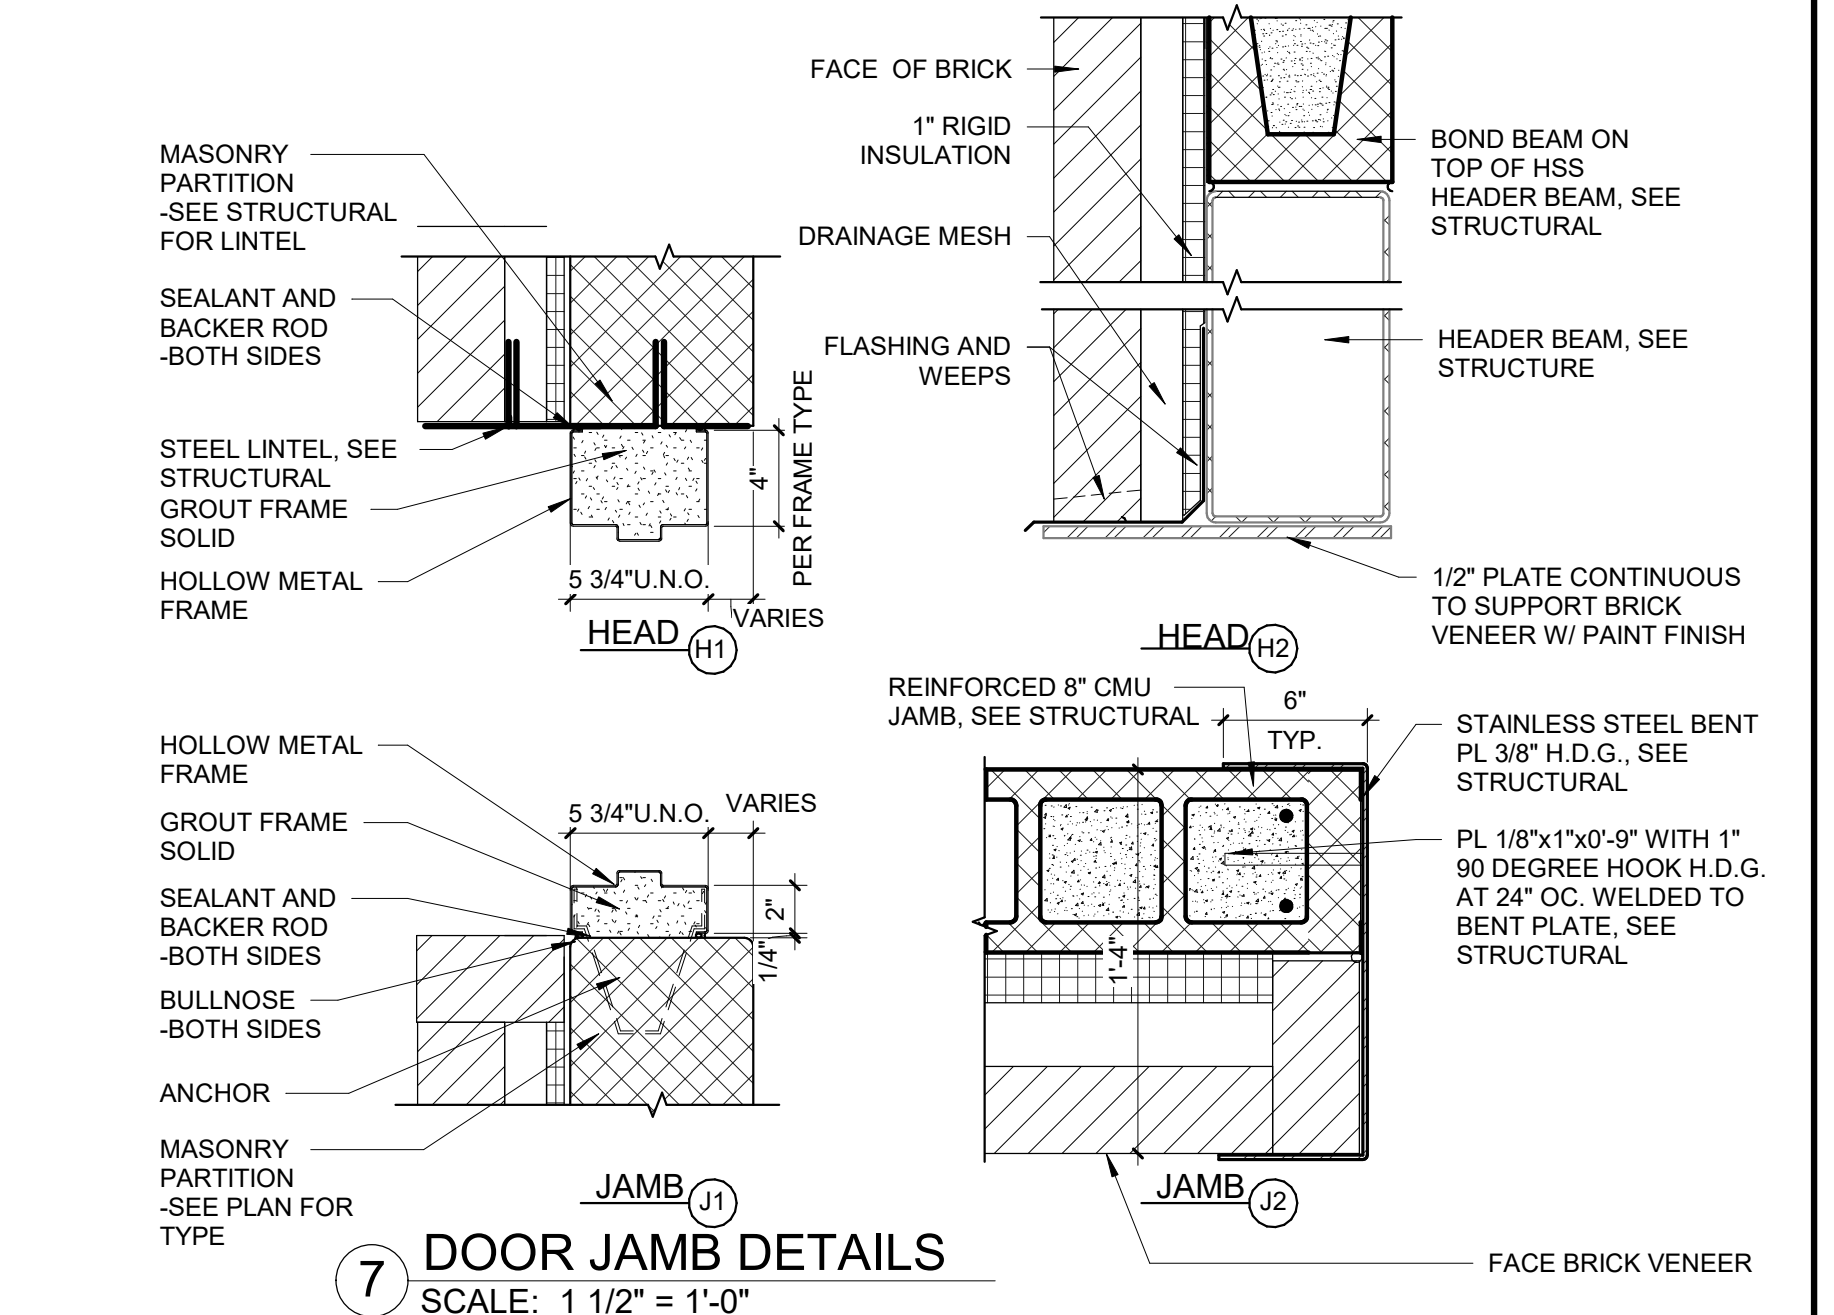 MASONRY
PARTITION
-SEE STRUCTURAL
FOR LINTEL
SEALANT AND
BACKER ROD
-BOTH SIDES
STEEL LINTEL, SEE
STRUCTURAL
GROUT FRAME
SOLID
HOLLOW METAL
FRAME
4"
PER FRAME TYPE
5 3/4"U.N.O.
VARIES
HEAD
H1
FACE OF BRICK
1" RIGID
INSULATION
DRAINAGE MESH
FLASHING AND
WEEPS
BOND BEAM ON
TOP OF HSS
HEADER BEAM, SEE
STRUCTURAL
HEADER BEAM, SEE
STRUCTURE
1/2" PLATE CONTINUOUS
TO SUPPORT BRICK
VENEER W/ PAINT FINISH
HEAD
H2
HOLLOW METAL
FRAME
GROUT FRAME
SOLID
SEALANT AND
BACKER ROD
-BOTH SIDES
BULLNOSE
-BOTH SIDES
ANCHOR
MASONRY
PARTITION
-SEE PLAN FOR
TYPE
5 3/4"U.N.O.
VARIES
2"
1/4"
JAMB
J1
REINFORCED 8" CMU
JAMB, SEE STRUCTURAL
6"
TYP.
STAINLESS STEEL BENT
PL 3/8" H.D.G., SEE
STRUCTURAL
PL 1/8"x1"x0'-9" WITH 1"
90 DEGREE HOOK H.D.G.
AT 24" OC. WELDED TO
BENT PLATE, SEE
STRUCTURAL
1'-4"
JAMB
J2
FACE BRICK VENEER
7
DOOR JAMB DETAILS
SCALE: 1 1/2" = 1'-0"